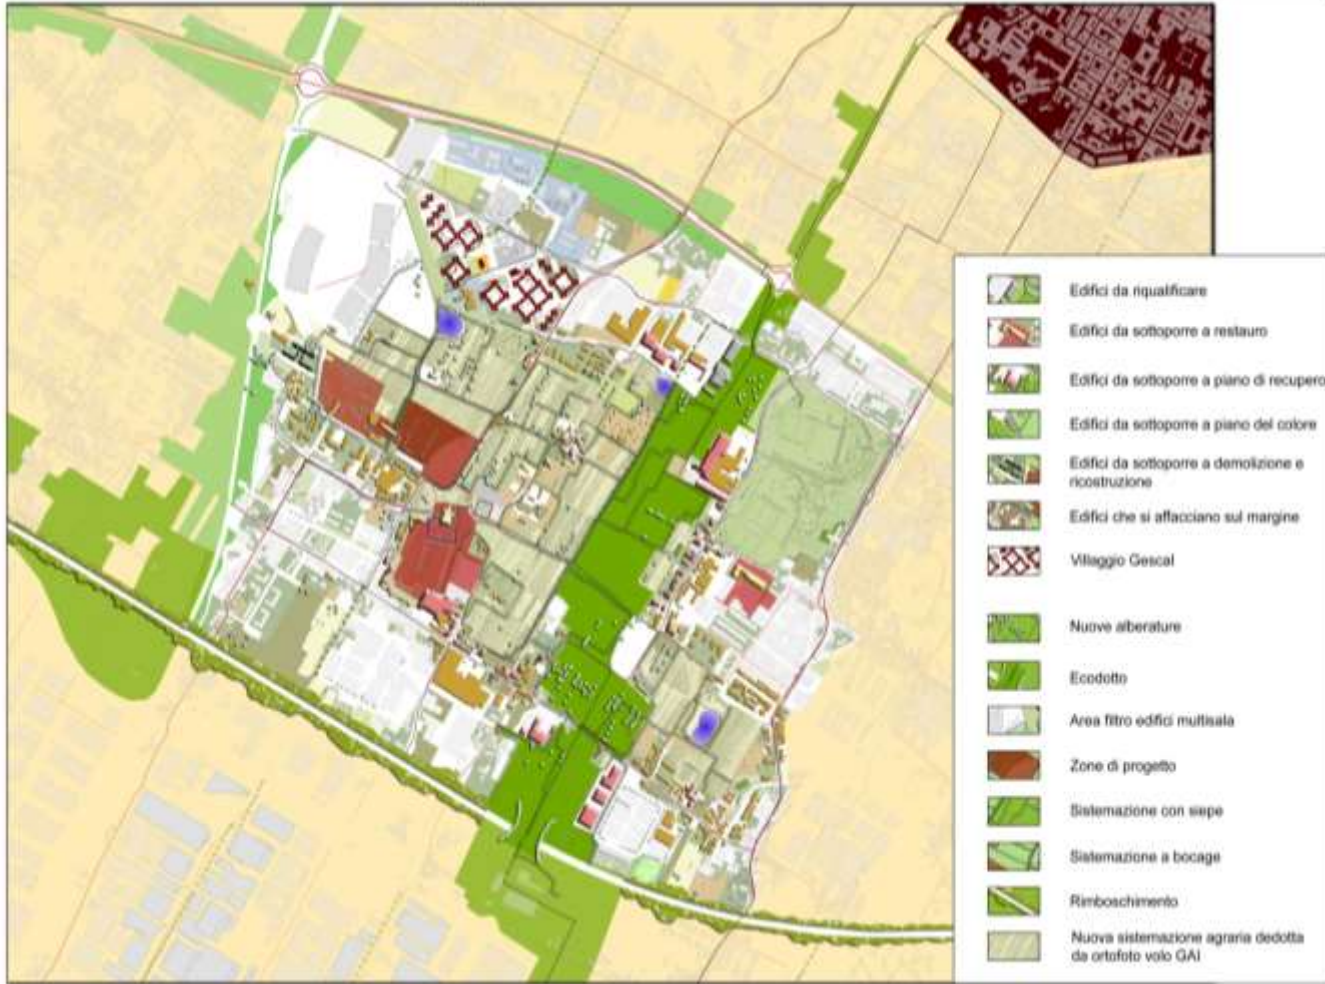 Edifici da riqualificare
Edifici da sottoporre a restauro
Edifici da sottoporre a piano di recupero
Edifici da sottoporre a piano del colore
Edifici da sottoporre a demolizione e
ricostruzione
Edifici che si affacciano sul margine
Villaggio Gescal
Nuove alberature
Ecodotto
Area filtro edifici multisala
Zone di progetto
Sistemazione con siepe
Sistemazione a bocage
Rimboschimento
Nuova sistemazione agraria dedotta
da ortofoto volo GAI